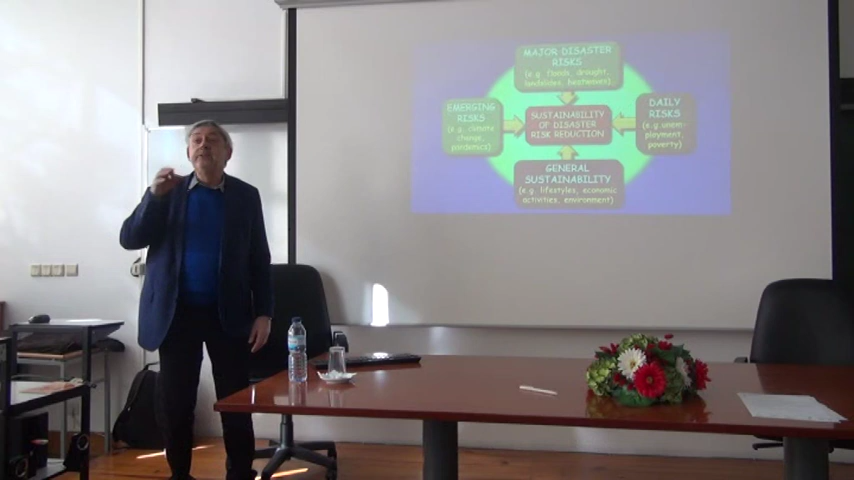 MAJOR DISASTER
RISKS
(e.g. floods, drought,
landslides, heatwaves)
EMERGING
RISKS
(e.g. climate
change,
pandemics)
SUSTAINABILITY
OF DISASTER
RISK REDUCTION
DAILY
RISKS
(e.g unem-
ployment,
poverty)
GENERAL
SUSTAINABILITY
(e.g. lifestyles, economic
activities, environment)